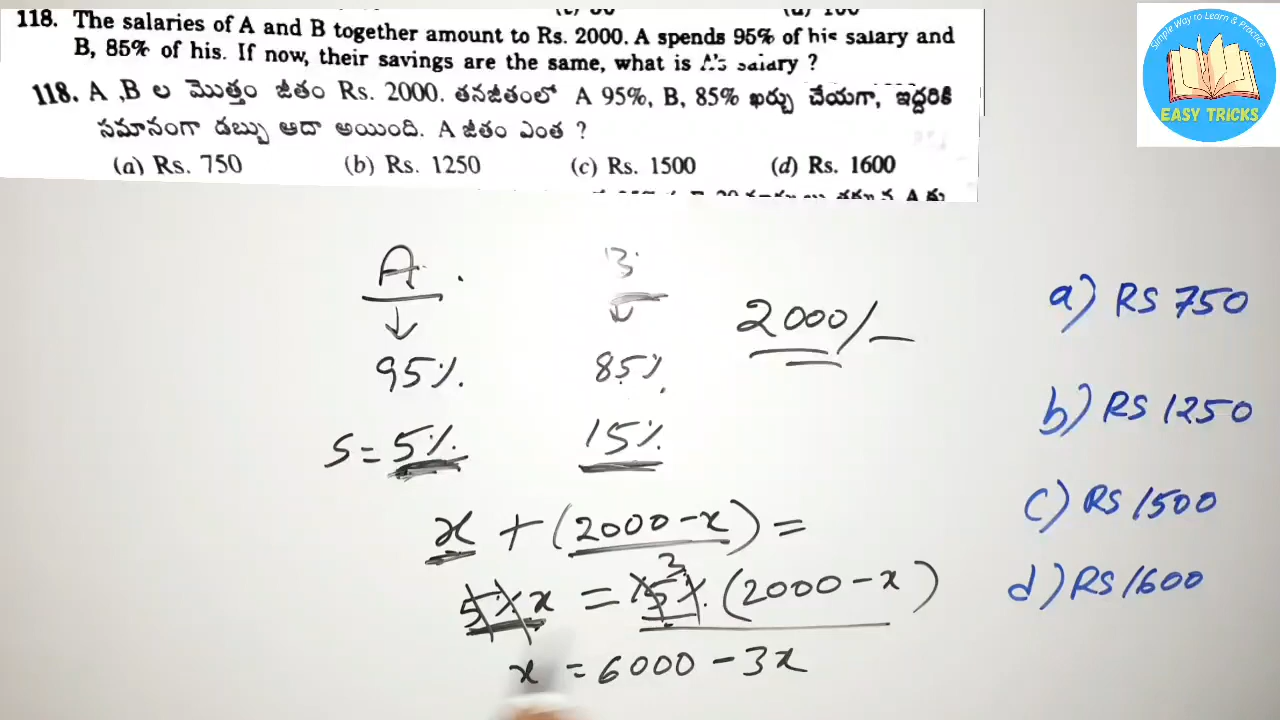 118. The salaries of A and B together amount to Rs. 2000. A spends 95% of his salary and
B, 85% of his. If now, their savings are the same, what is A's salary ?
118. A ,B ల మొత్తం జీతం Rs. 2000. తనజీతంలో A 95%, B, 85% ఖర్చు చేయగా, ఇద్దరికి
సమానంగా డబ్బు ఆదా అయింది. A జీతం ఎంత ?
(a) Rs. 750 (b) Rs. 1250 (c) Rs. 1500 (d) Rs. 1600
Simple Way to Learn & Practice
EASY TRICKS
A B
95% 85%
2000/-
S = 5% 15%
x + (2000 - x) =
5% x = 15% (2000 - x)
3
x = 6000 - 3x
a) RS 750
b) RS 1250
c) RS 1500
d) RS 1600